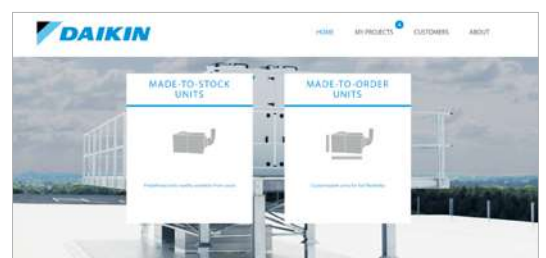 DAIKIN
HOME MY PROJECTS CUSTOMERS ABOUT
MADE-TO-STOCK
UNITS
MADE-TO-ORDER
UNITS